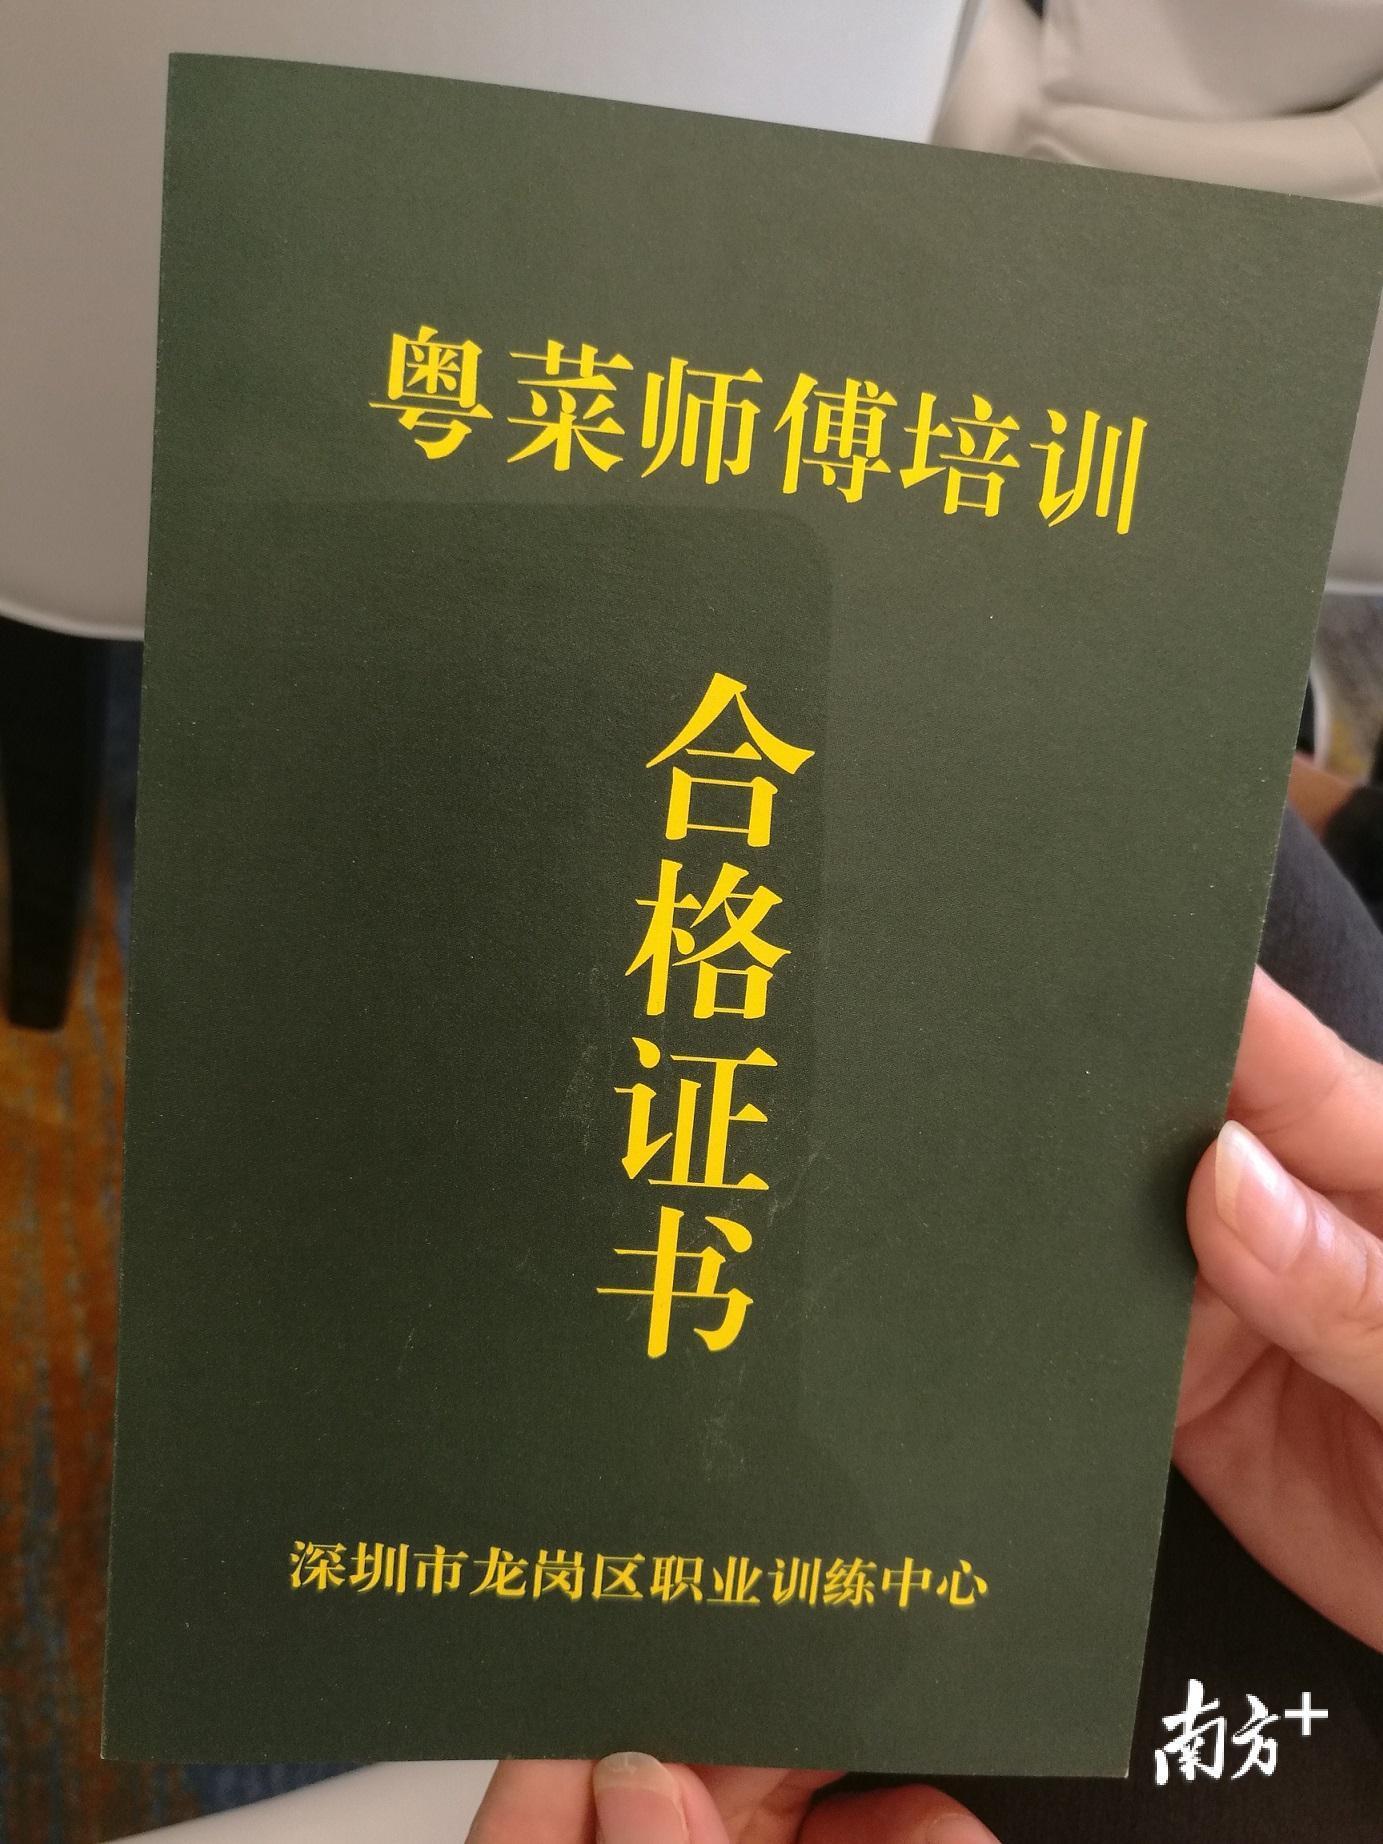 粤菜师傅培训
合格证书
深圳市龙岗区职业训练中心
南方+